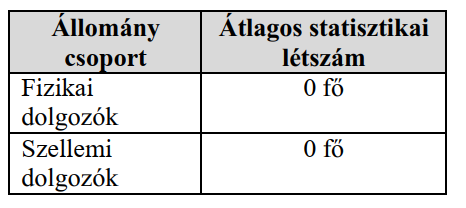 Állomány
csoport
Átlagos statisztikai
létszám
Fizikai
dolgozók
0 fő
Szellemi
dolgozók
0 fő